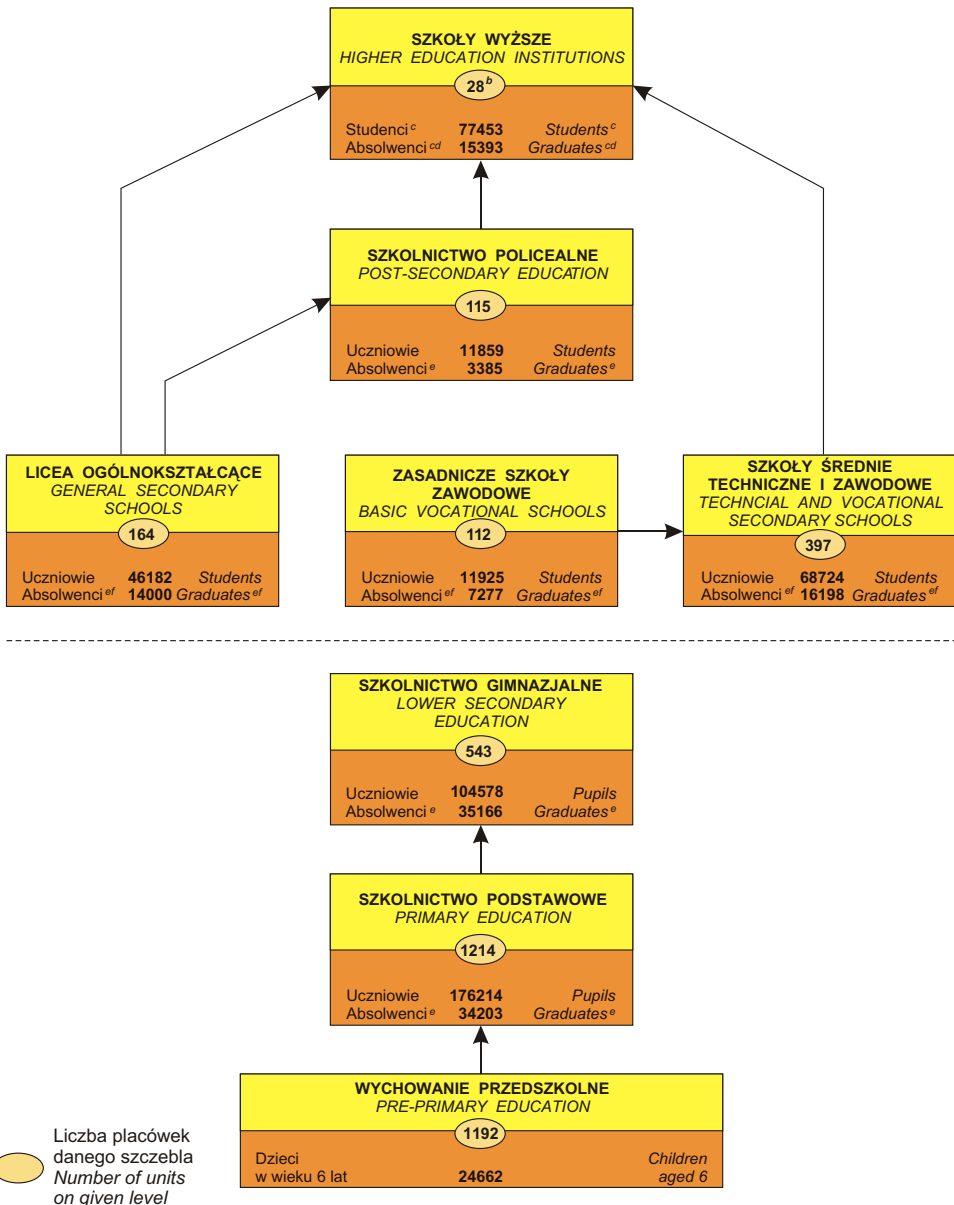 SZKOŁY WYŻSZE
HIGHER EDUCATION INSTITUTIONS
28 b
Studenci c 77453 Students c
Absolwenci cd 15393 Graduates cd
SZKOLNICTWO POLICEALNE
POST-SECONDARY EDUCATION
115
Uczniowie 11859 Students
Absolwenci e 3385 Graduates e
LICEA OGÓLNOKSZTAŁCĄCE
GENERAL SECONDARY
SCHOOLS
164
Uczniowie 46182 Students
Absolwenci ef 14000 Graduates ef
ZASADNICZE SZKOŁY
ZAWODOWE
BASIC VOCATIONAL SCHOOLS
112
Uczniowie 11925 Students
Absolwenci ef 7277 Graduates ef
SZKOŁY ŚREDNIE
TECHNICZNE I ZAWODOWE
TECHNCIAL AND VOCATIONAL
SECONDARY SCHOOLS
397
Uczniowie 68724 Students
Absolwenci ef 16198 Graduates ef
SZKOLNICTWO GIMNAZJALNE
LOWER SECONDARY
EDUCATION
543
Uczniowie 104578 Pupils
Absolwenci e 35166 Graduates e
SZKOLNICTWO PODSTAWOWE
PRIMARY EDUCATION
1214
Uczniowie 176214 Pupils
Absolwenci e 34203 Graduates e
WYCHOWANIE PRZEDSZKOLNE
PRE-PRIMARY EDUCATION
1192
Dzieci Children
w wieku 6 lat 24662 aged 6
Liczba placówek
danego szczebla
Number of units
on given level